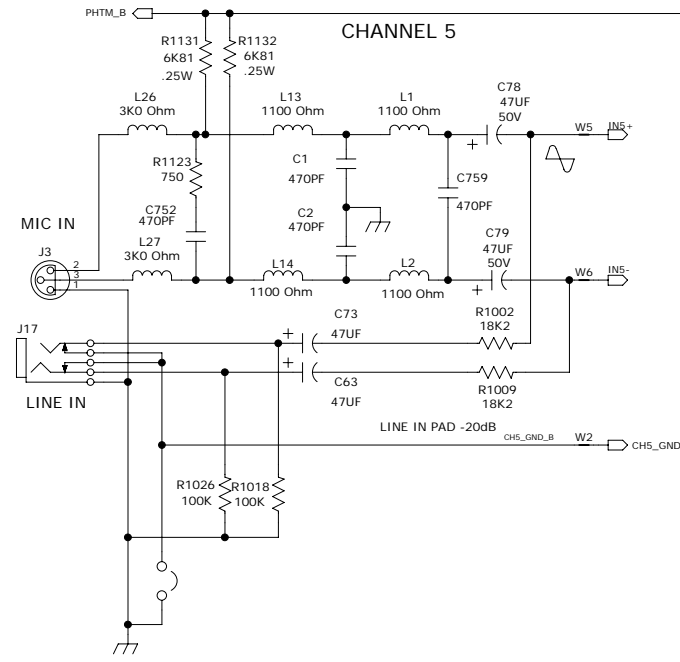 PHTM_B
CHANNEL 5
R1131
6K81
.25W
R1132
6K81
.25W
L26
3K0 Ohm
L13
1100 Ohm
L1
1100 Ohm
C78
47UF
50V
+
W5
IN5+
R1123
750
C1
470PF
C759
470PF
C752
470PF
C2
470PF
MIC IN
J3
2
3
1
L27
3K0 Ohm
L14
1100 Ohm
L2
1100 Ohm
C79
47UF
50V
+
W6
IN5-
J17
LINE IN
+
C73
47UF
R1002
18K2
+
C63
47UF
R1009
18K2
LINE IN PAD -20dB
CH5_GND_B
W2
CH5_GND
R1026
100K
R1018
100K